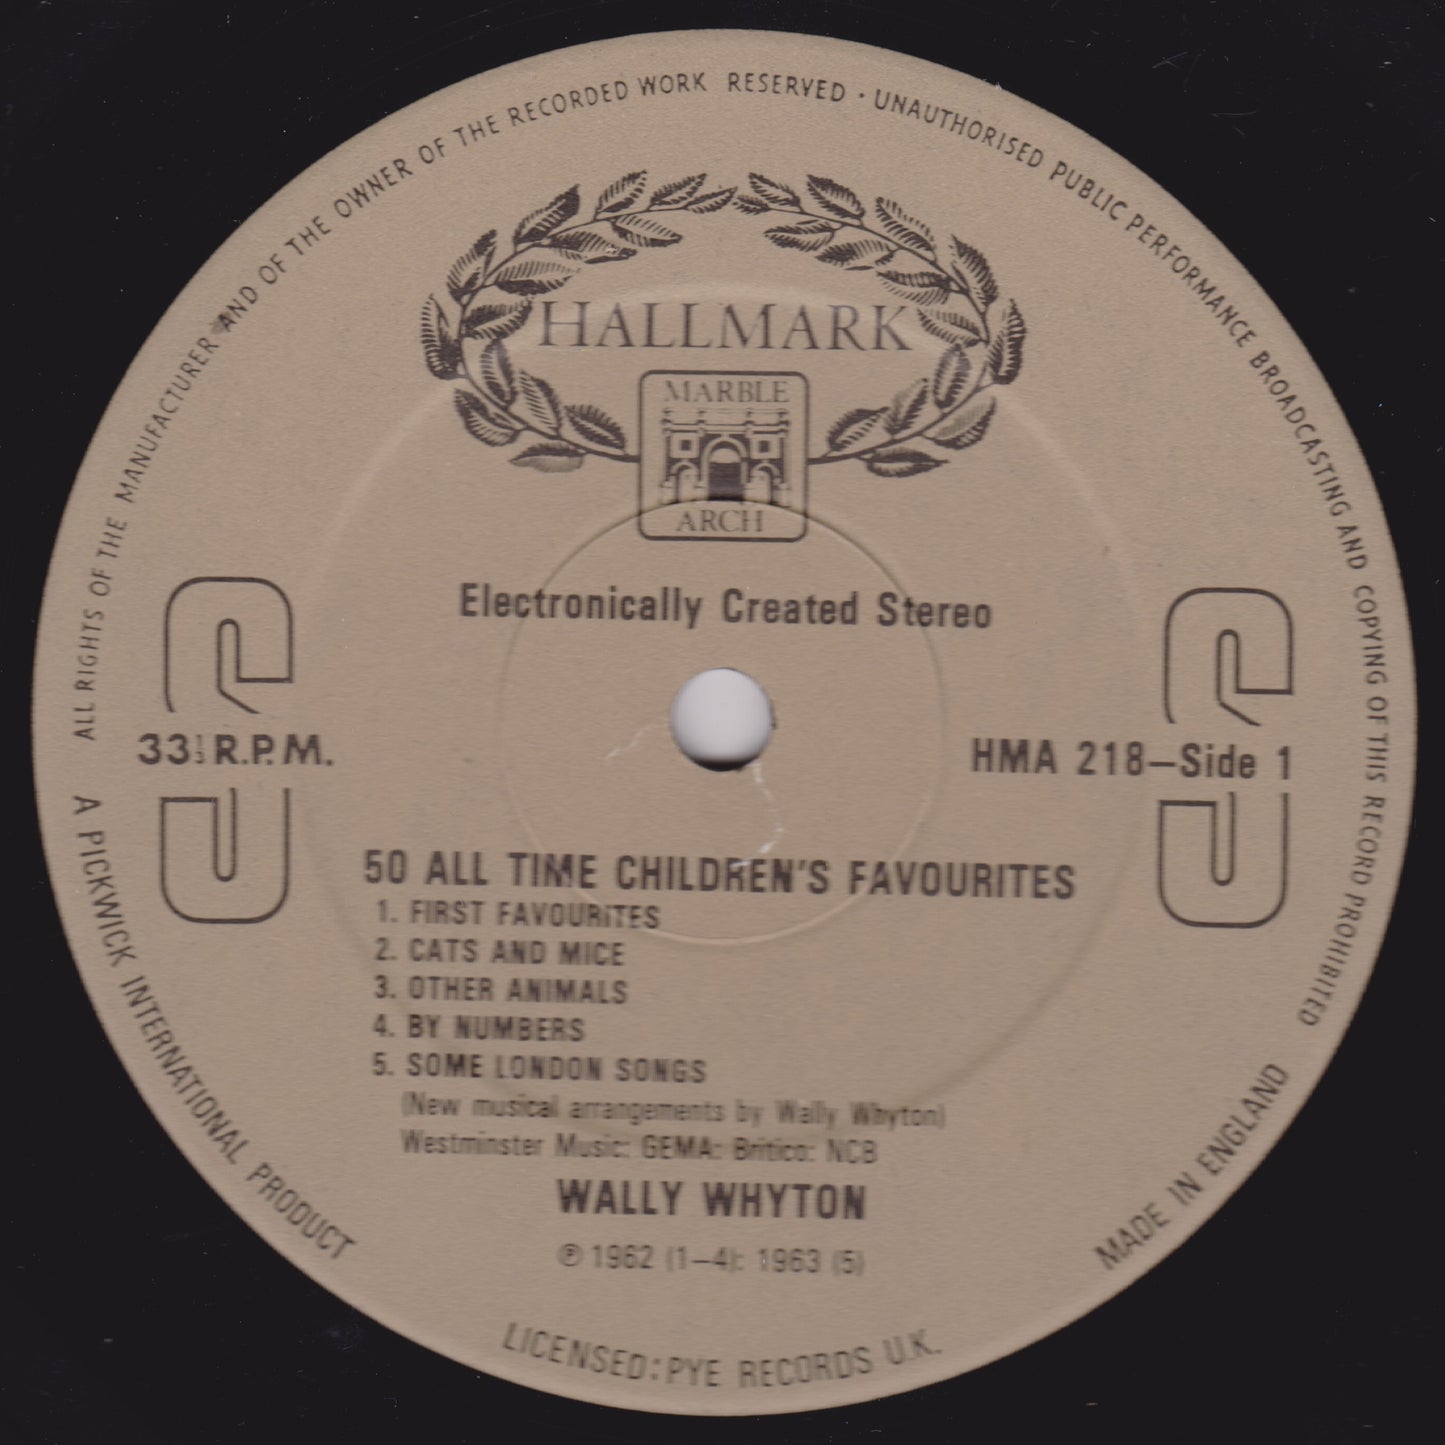 ALL RIGHTS OF THE MANUFACTURER AND OF THE OWNER OF THE RECORDED WORK RESERVED · UNAUTHORISED PUBLIC PERFORMANCE BROADCASTING AND COPYING OF THIS RECORD PROHIBITED
HALLMARK
MARBLE
ARCH
Electronically Created Stereo
S S
33⅓ R.P.M.
HMA 218–Side 1
50 ALL TIME CHILDREN'S FAVOURITES
1. FIRST FAVOURITES
2. CATS AND MICE
3. OTHER ANIMALS
4. BY NUMBERS
5. SOME LONDON SONGS
(New musical arrangements by Wally Whyton)
Westminster Music: GEMA: Britico: NCB
WALLY WHYTON
℗ 1962 (1–4): 1963 (5)
A PICKWICK INTERNATIONAL PRODUCT
LICENSED: PYE RECORDS U.K.
MADE IN ENGLAND